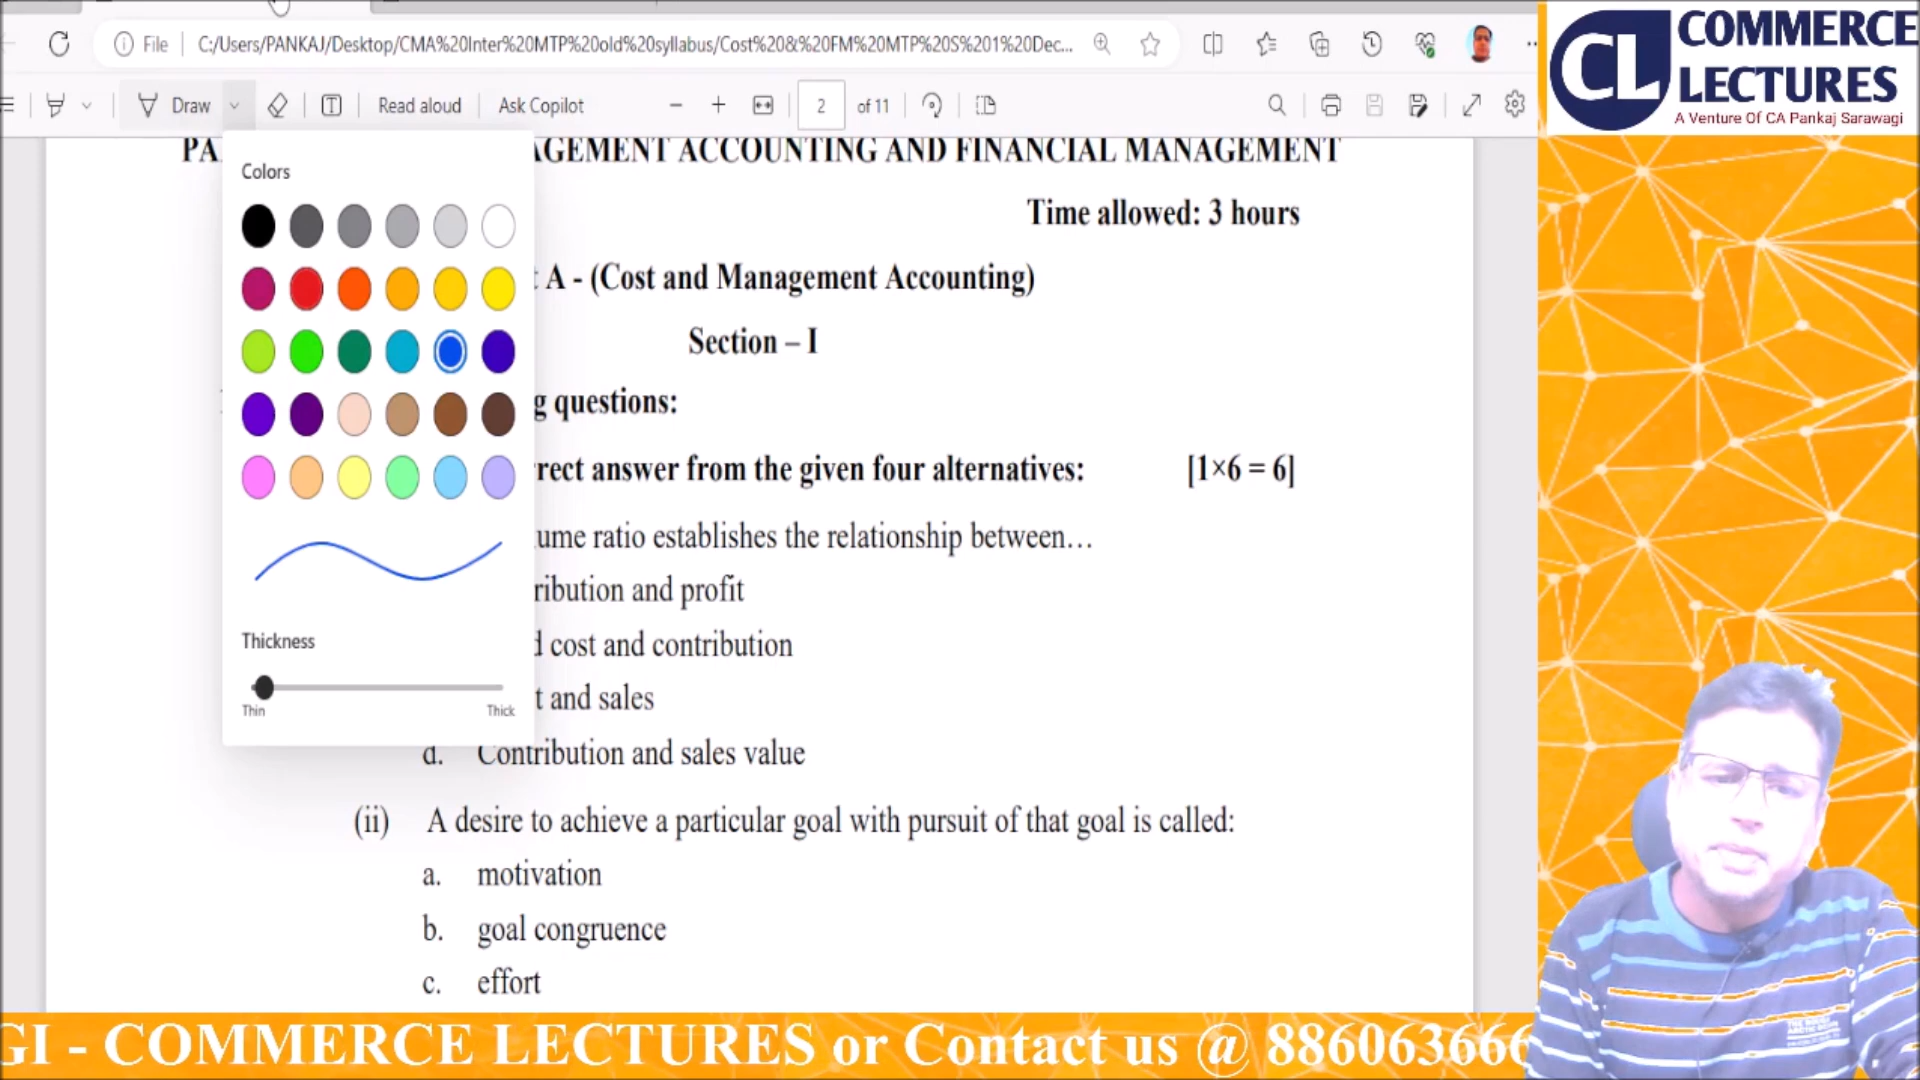 File C:/Users/PANKAJ/Desktop/CMA%20Inter%20MTP%20old%20syllabus/Cost%20&%20FM%20MTP%20S%201%20Dec...
Draw Read aloud Ask Copilot 2 of 11
COMMERCE
LECTURES
A Venture Of CA Pankaj Sarawagi
CL
PA AGEMENT ACCOUNTING AND FINANCIAL MANAGEMENT
Time allowed: 3 hours
A - (Cost and Management Accounting)
Section – I
g questions:
rect answer from the given four alternatives: [1×6 = 6]
ume ratio establishes the relationship between…
ribution and profit
d cost and contribution
t and sales
d. Contribution and sales value
(ii) A desire to achieve a particular goal with pursuit of that goal is called:
a. motivation
b. goal congruence
c. effort
Colors
Thickness
Thin Thick
GI - COMMERCE LECTURES or Contact us @ 886063666